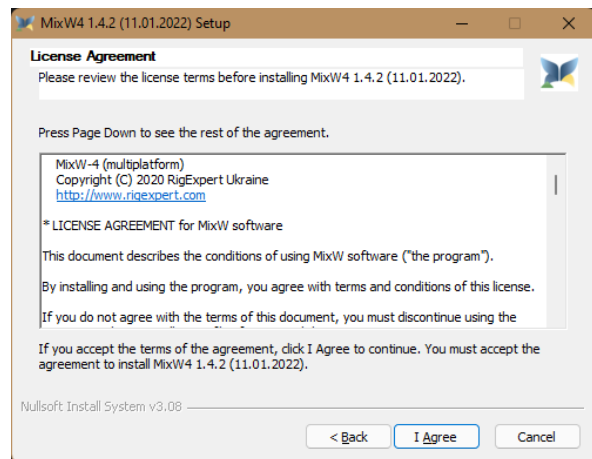 MixW4 1.4.2 (11.01.2022) Setup
License Agreement
Please review the license terms before installing MixW4 1.4.2 (11.01.2022).
Press Page Down to see the rest of the agreement.
MixW-4 (multiplatform)
Copyright (C) 2020 RigExpert Ukraine
http://www.rigexpert.com
* LICENSE AGREEMENT for MixW software
This document describes the conditions of using MixW software ("the program").
By installing and using the program, you agree with terms and conditions of this license.
If you do not agree with the terms of this document, you must discontinue using the
If you accept the terms of the agreement, click I Agree to continue. You must accept the
agreement to install MixW4 1.4.2 (11.01.2022).
Nullsoft Install System v3.08
< Back I Agree Cancel